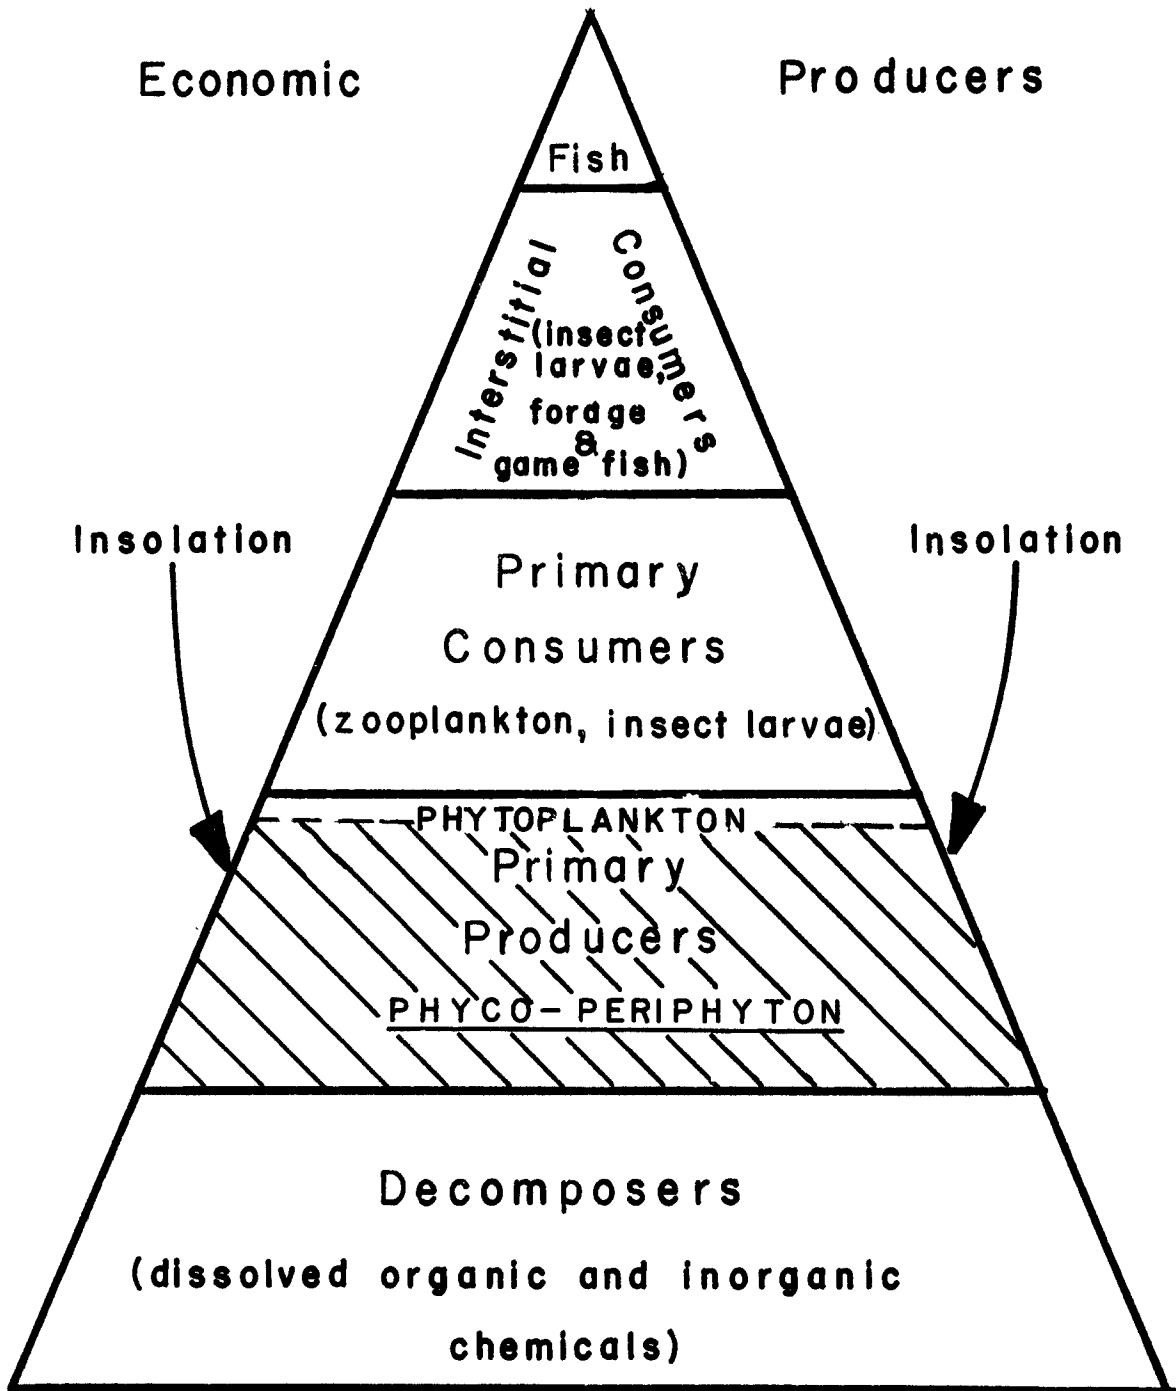 Economic Producers
Fish
Interstitial Consumers
(insect
larvae,
forage
&
game fish)
Insolation Insolation
Primary
Consumers
(zooplankton, insect larvae)
PHYTOPLANKTON
Primary
Producers
PHYCO-PERIPHYTON
Decomposers
(dissolved organic and inorganic
chemicals)